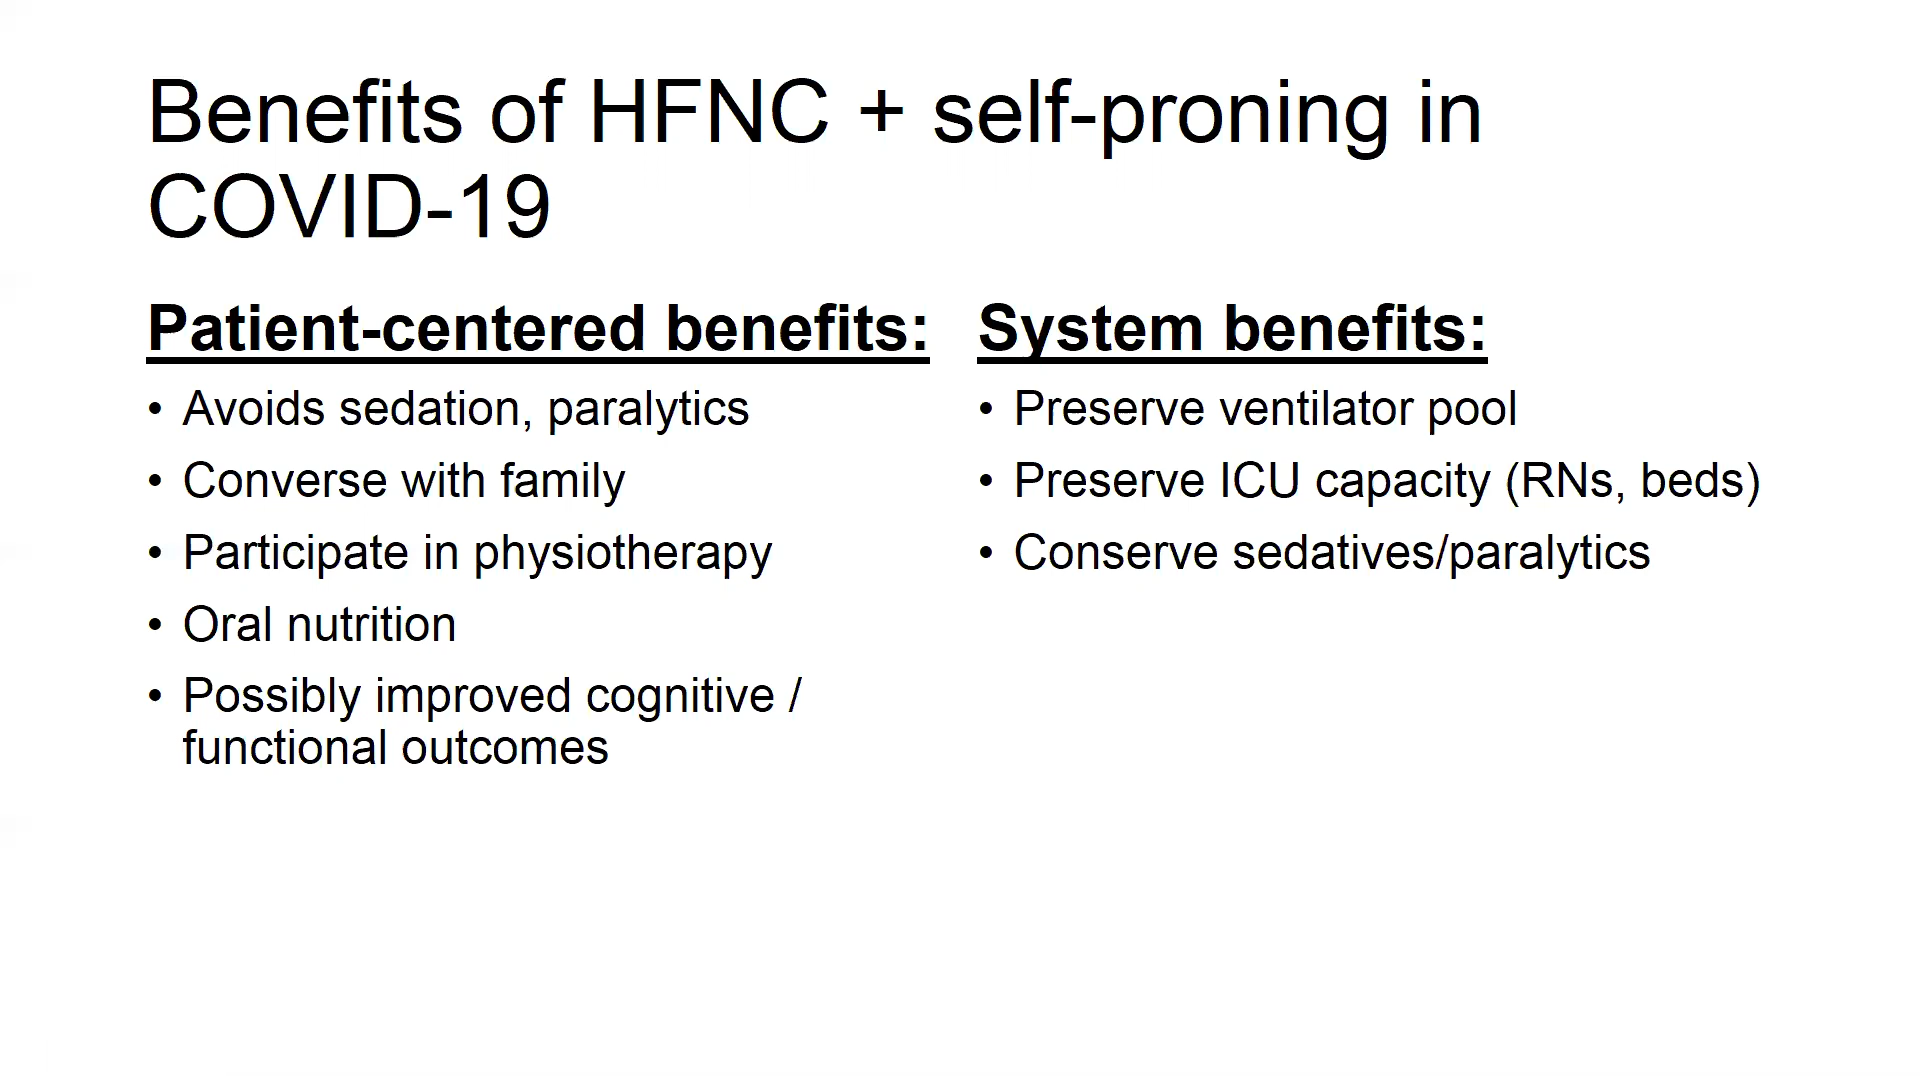 Benefits of HFNC + self-proning in
COVID-19
Patient-centered benefits:
• Avoids sedation, paralytics
• Converse with family
• Participate in physiotherapy
• Oral nutrition
• Possibly improved cognitive /
functional outcomes
System benefits:
• Preserve ventilator pool
• Preserve ICU capacity (RNs, beds)
• Conserve sedatives/paralytics